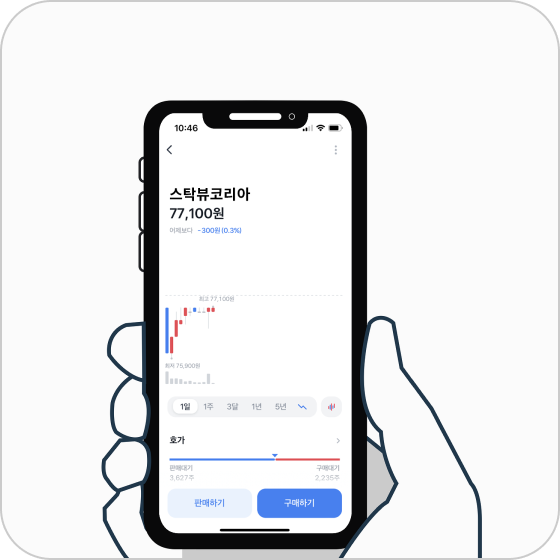 10:46
스탁뷰코리아
77,100원
어제보다 -300원 (0.3%)
최고 77,100원
최저 75,900원
1일 1주 3달 1년 5년
호가
판매대기 구매대기
3,627주 2,235주
판매하기 구매하기